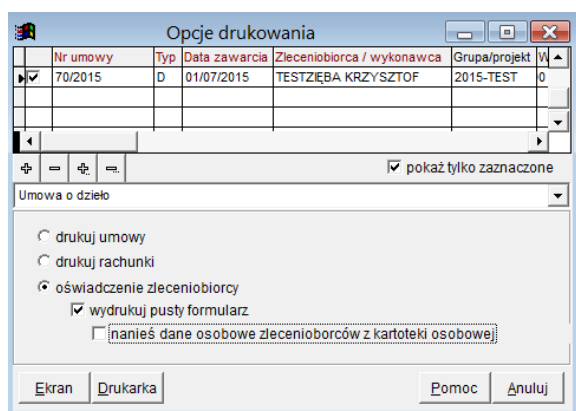 Opcje drukowania
Nr umowy Typ Data zawarcia Zleceniobiorca / wykonawca Grupa/projekt W
70/2015 D 01/07/2015 TESTZIĘBA KRZYSZTOF 2015-TEST 0
pokaż tylko zaznaczone
Umowa o dzieło
drukuj umowy
drukuj rachunki
oświadczenie zleceniobiorcy
wydrukuj pusty formularz
nanieś dane osobowe zlecenioborców z kartoteki osobowej
Ekran Drukarka Pomoc Anuluj